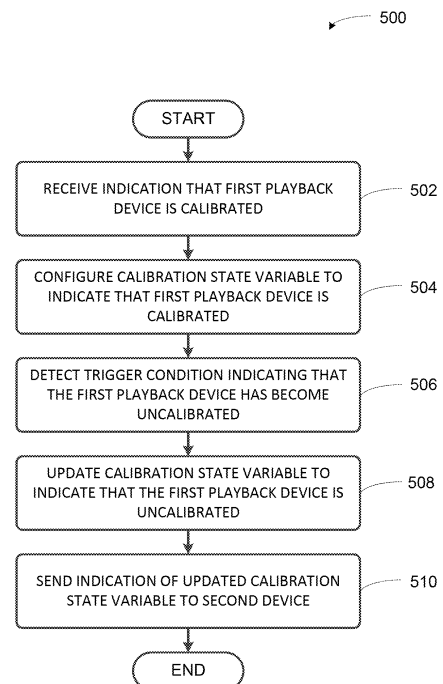 500
START
RECEIVE INDICATION THAT FIRST PLAYBACK
DEVICE IS CALIBRATED
502
CONFIGURE CALIBRATION STATE VARIABLE TO
INDICATE THAT FIRST PLAYBACK DEVICE IS
CALIBRATED
504
DETECT TRIGGER CONDITION INDICATING THAT
THE FIRST PLAYBACK DEVICE HAS BECOME
UNCALIBRATED
506
UPDATE CALIBRATION STATE VARIABLE TO
INDICATE THAT THE FIRST PLAYBACK DEVICE IS
UNCALIBRATED
508
SEND INDICATION OF UPDATED CALIBRATION
STATE VARIABLE TO SECOND DEVICE
510
END